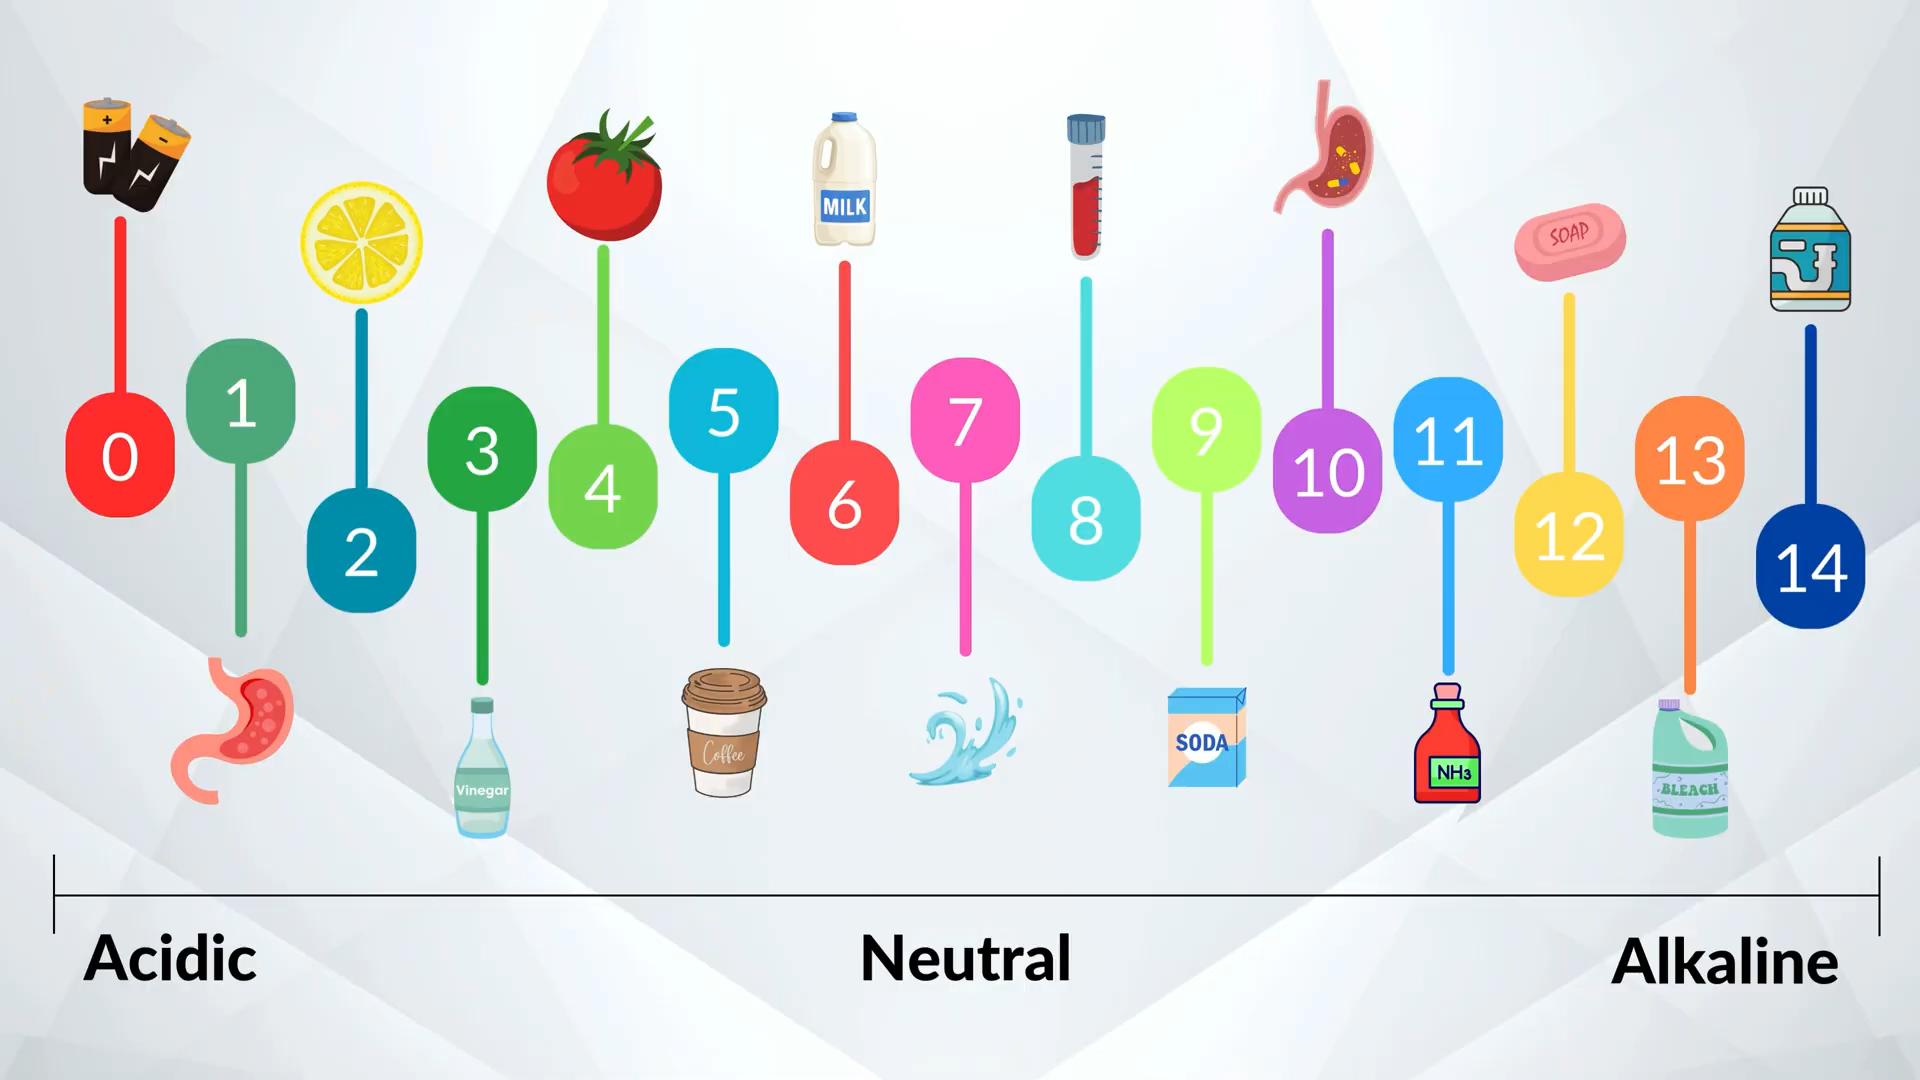 +
-
MILK
SOAP
0
1
2
3
4
5
6
7
8
9
10
11
12
13
14
Vinegar
Coffee
SODA
NH₃
BLEACH
Acidic
Neutral
Alkaline